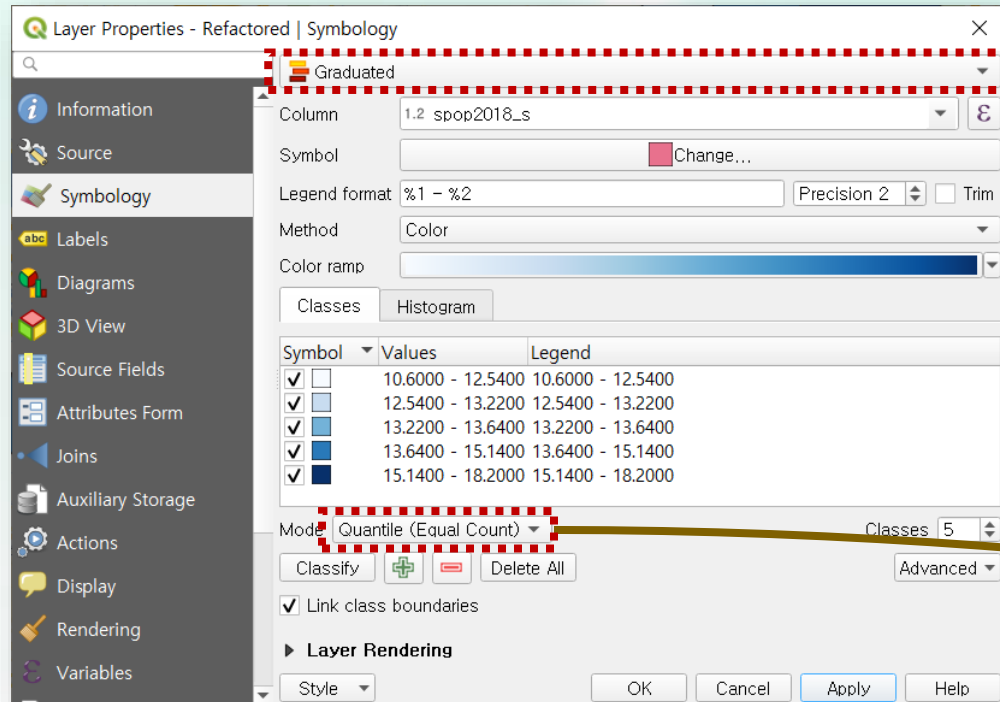 Layer Properties - Refactored | Symbology
Graduated
Information
Source
Symbology
Labels
Diagrams
3D View
Source Fields
Attributes Form
Joins
Auxiliary Storage
Actions
Display
Rendering
Variables
abc
Column 1.2 spop2018_s ε
Symbol Change...
Legend format %1 - %2 Precision 2 Trim
Method Color
Color ramp
Classes Histogram
Symbol Values Legend
10.6000 - 12.5400 10.6000 - 12.5400
12.5400 - 13.2200 12.5400 - 13.2200
13.2200 - 13.6400 13.2200 - 13.6400
13.6400 - 15.1400 13.6400 - 15.1400
15.1400 - 18.2000 15.1400 - 18.2000
Mode Quantile (Equal Count) Classes 5
Classify Delete All Advanced
Link class boundaries
Layer Rendering
Style OK Cancel Apply Help